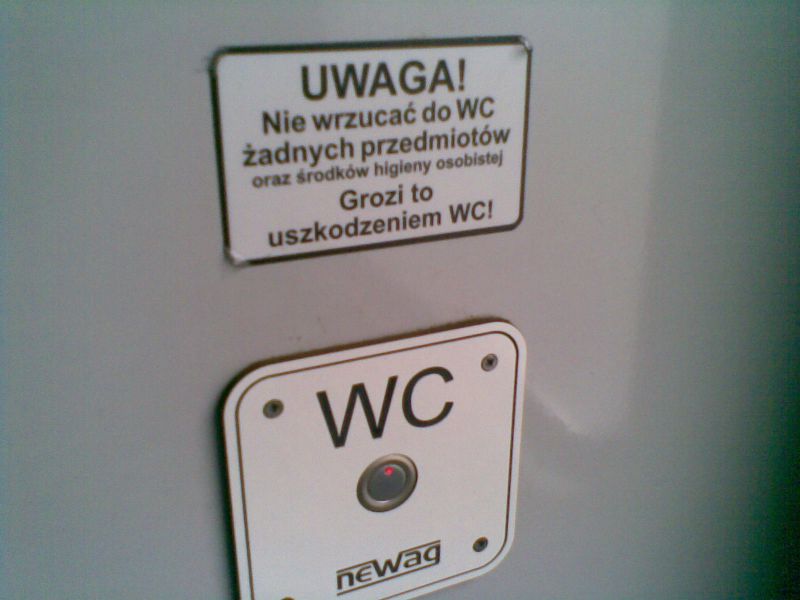 UWAGA!
Nie wrzucać do WC
żadnych przedmiotów
oraz środków higieny osobistej
Grozi to
uszkodzeniem WC!
WC
newag